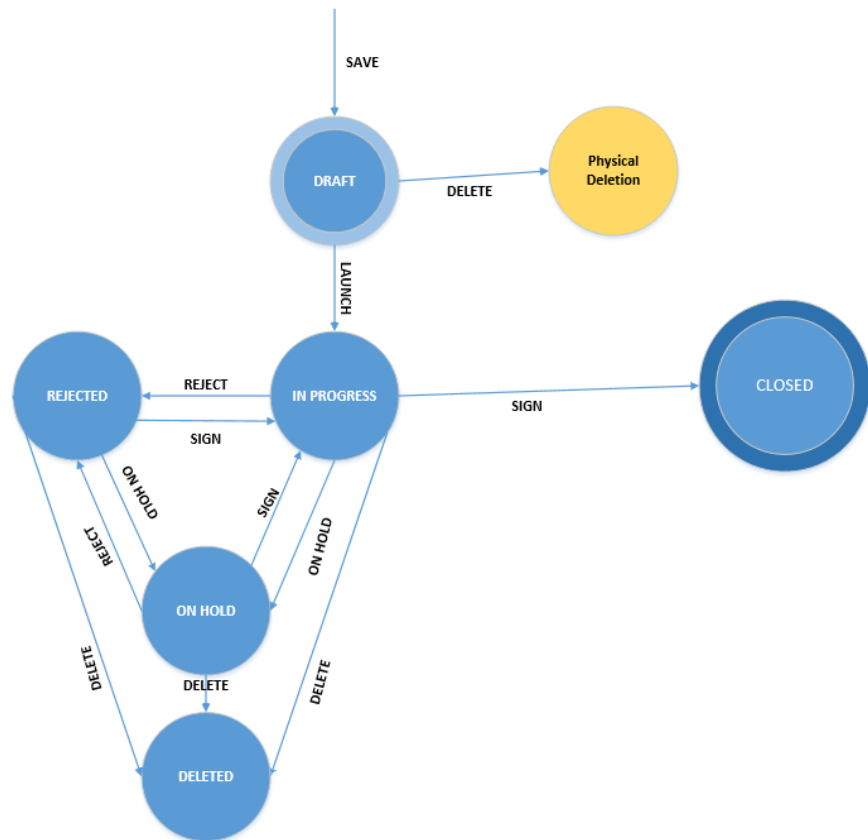 SAVE
DRAFT
Physical
Deletion
DELETE
LAUNCH
REJECTED
REJECT
IN PROGRESS
SIGN
CLOSED
SIGN
ON HOLD
REJECT
SIGN
ON HOLD
ON HOLD
DELETE
DELETE
DELETE
DELETED